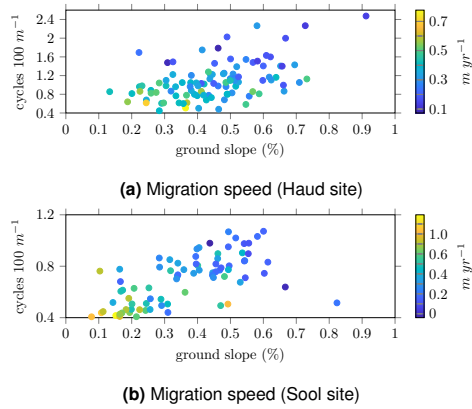 (a)
cycles 100 m⁻¹
2.4
2
1.6
1.2
0.8
0.4
0 0.1 0.2 0.3 0.4 0.5 0.6 0.7 0.8 0.9 1
ground slope (%)
0.7
0.5
0.3
0.1
m yr⁻¹
(a) Migration speed (Haud site)
cycles 100 m⁻¹
1.2
0.8
0.4
0 0.1 0.2 0.3 0.4 0.5 0.6 0.7 0.8 0.9 1
ground slope (%)
1.0
0.8
0.6
0.4
0.2
0
m yr⁻¹
(b) Migration speed (Sool site)